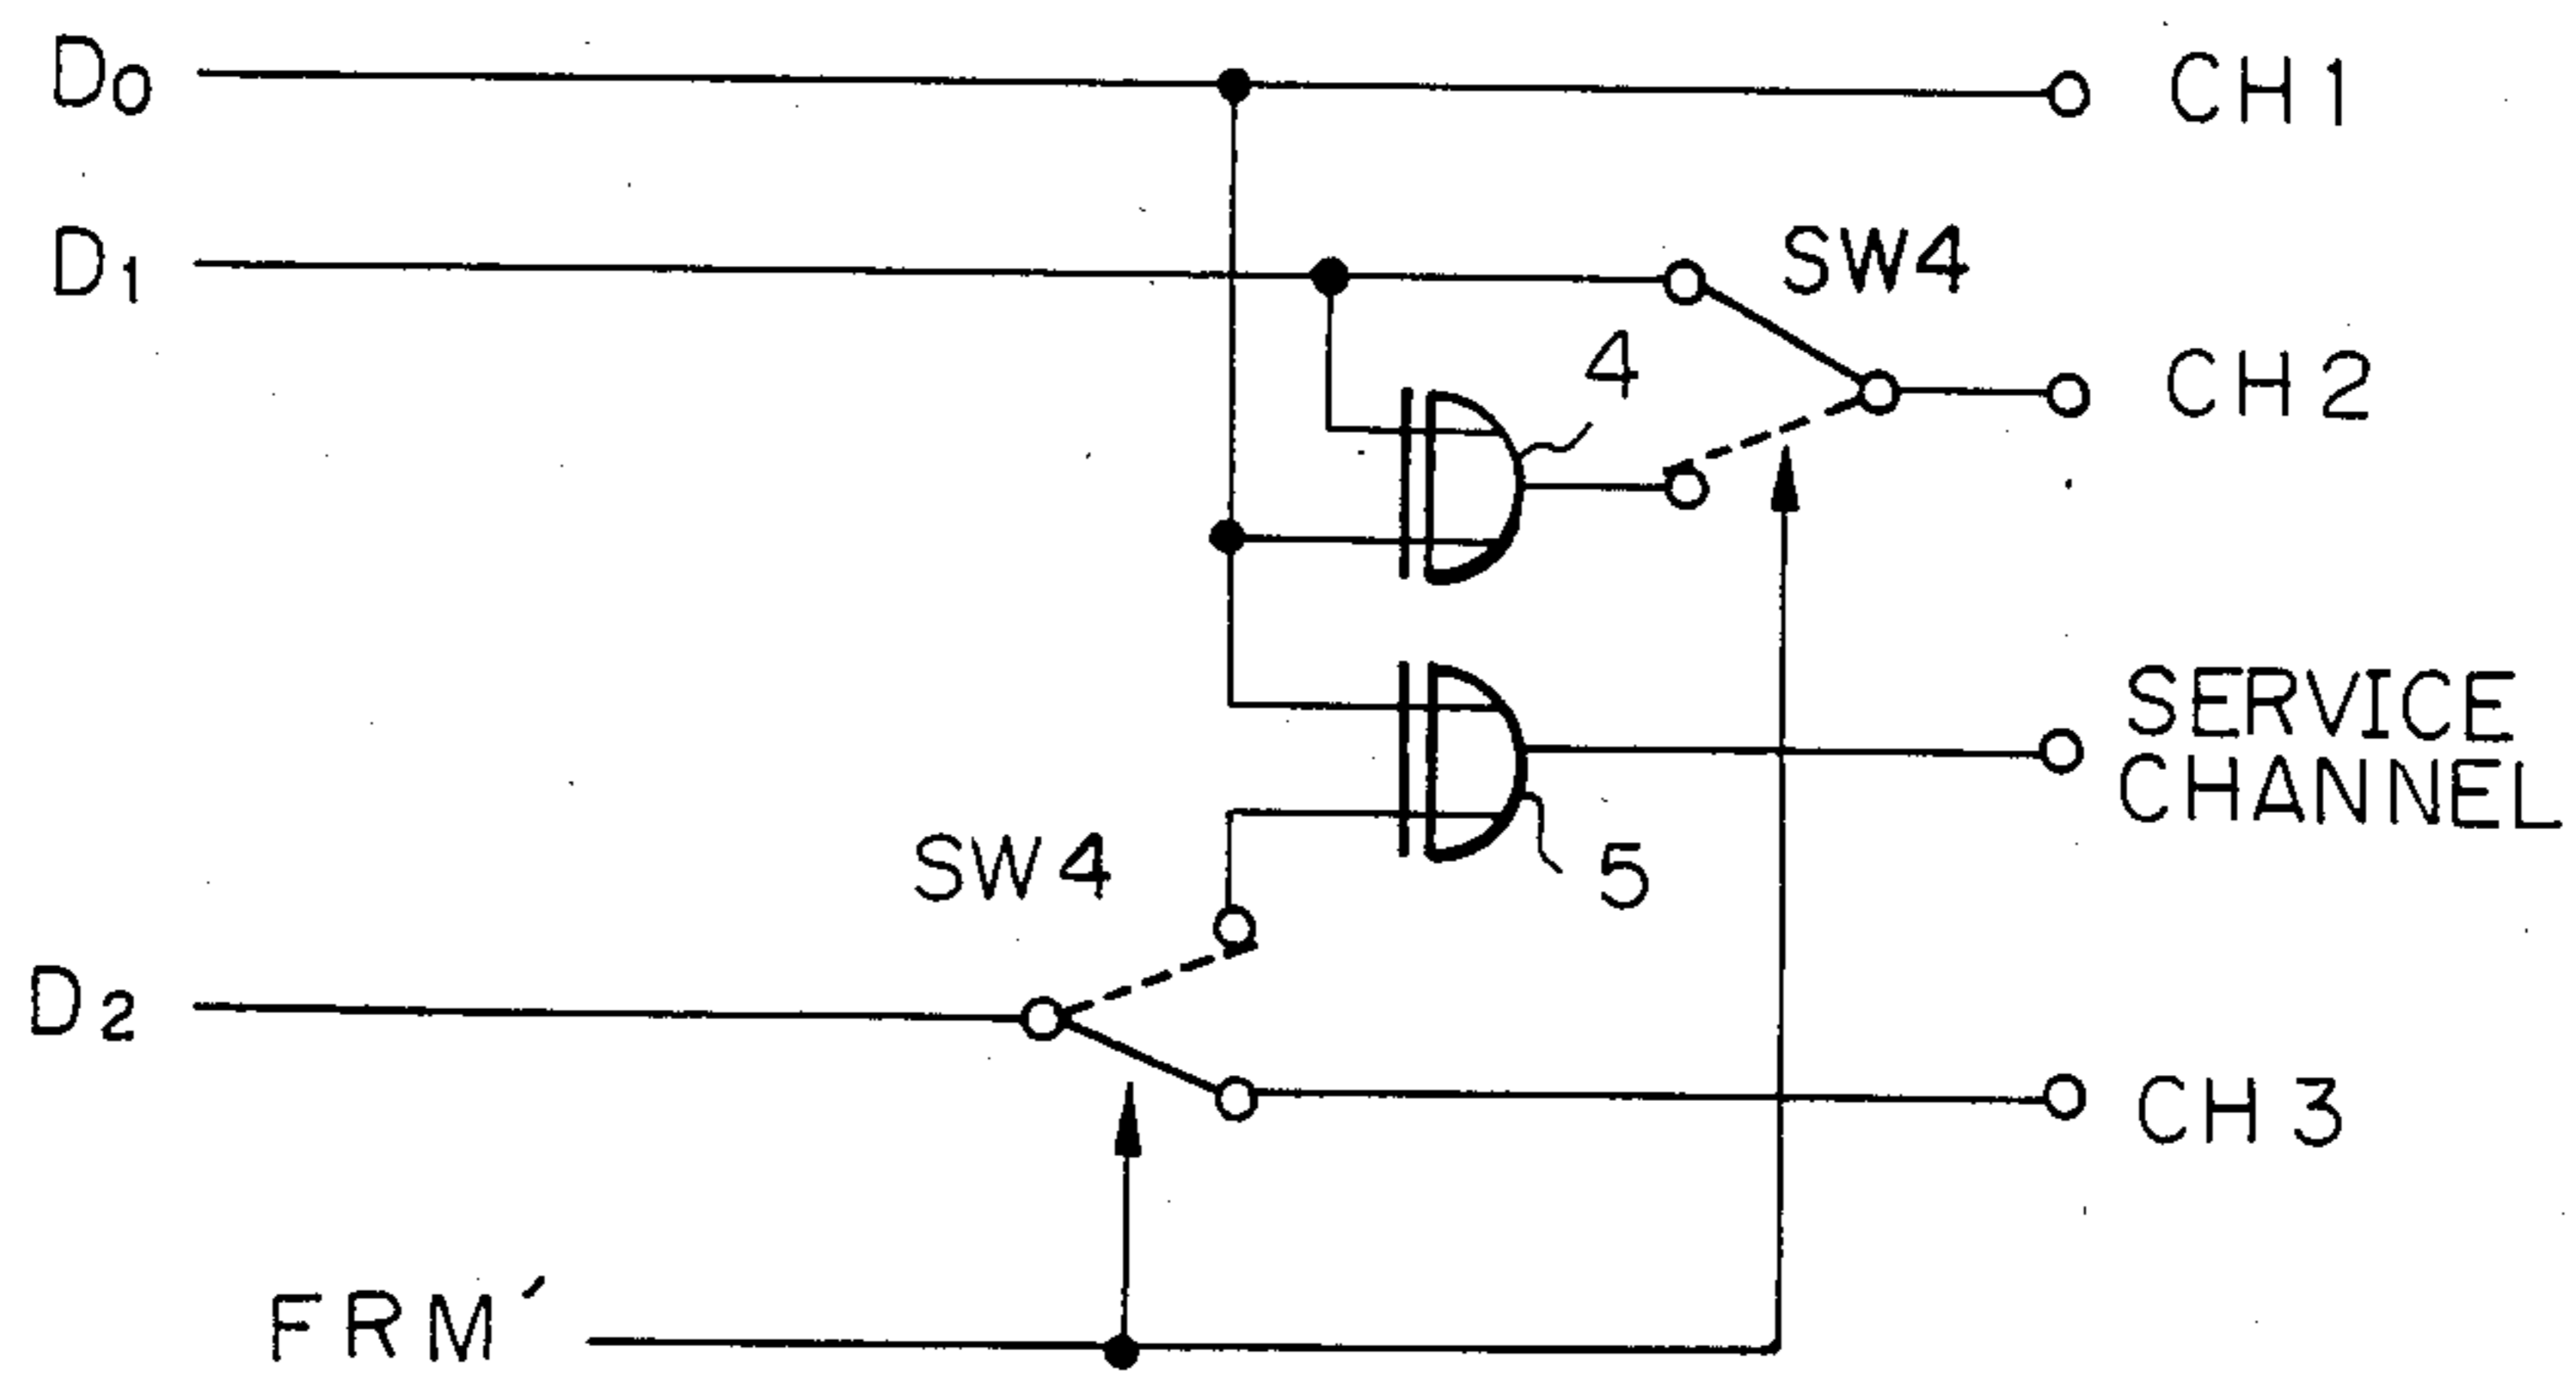 D0
CH1
D1
SW4
4
CH2
SERVICE
CHANNEL
SW4
5
D2
CH3
FRM′